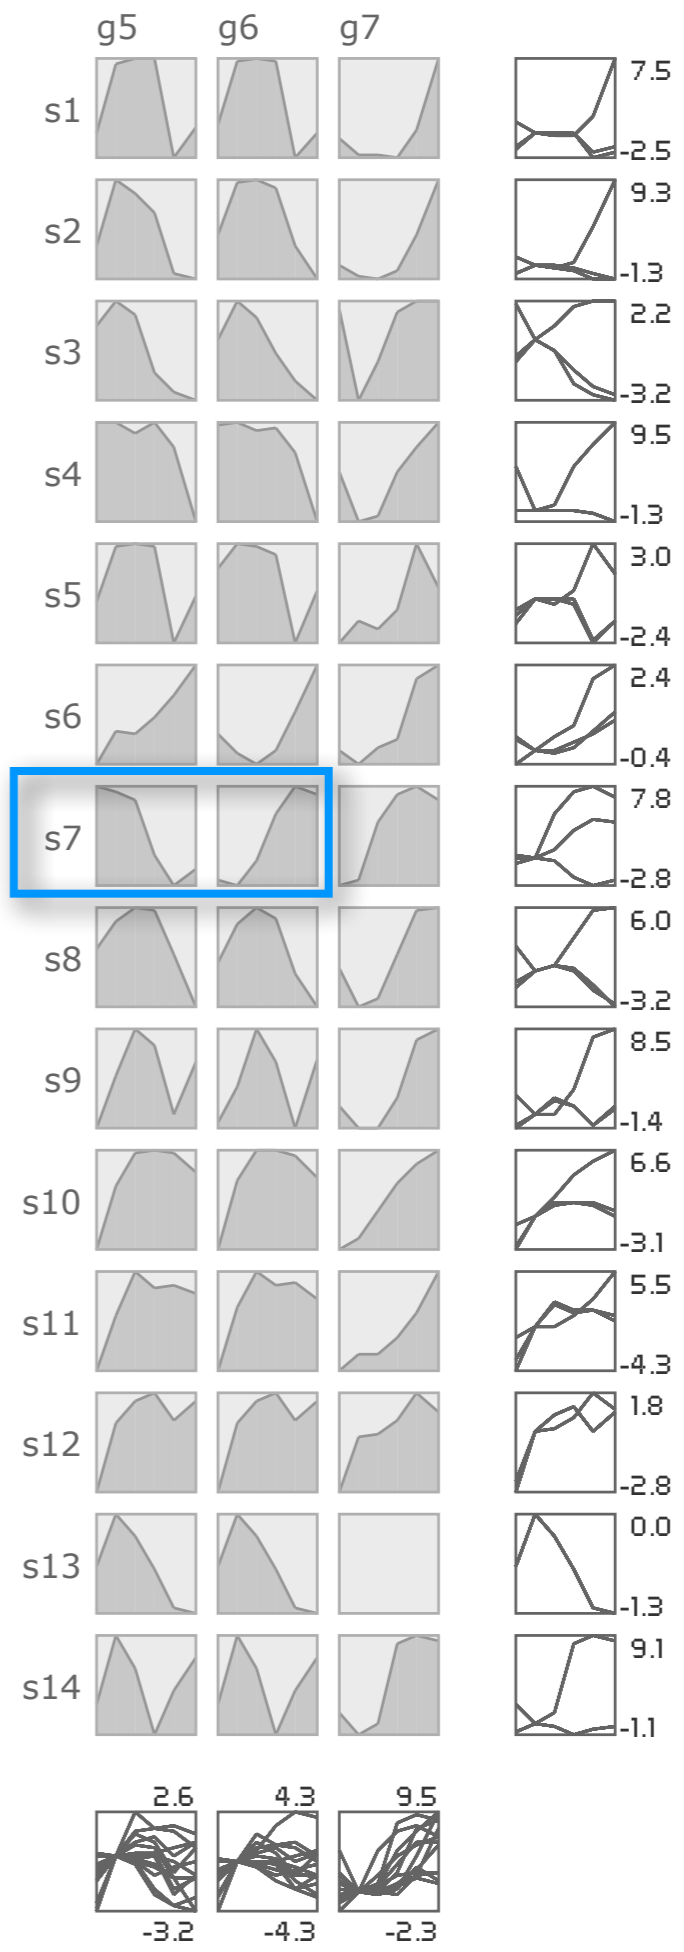 g5 g6 g7
s1 7.5
-2.5
s2 9.3
-1.3
s3 2.2
-3.2
s4 9.5
-1.3
s5 3.0
-2.4
s6 2.4
-0.4
s7 7.8
-2.8
s8 6.0
-3.2
s9 8.5
-1.4
s10 6.6
-3.1
s11 5.5
-4.3
s12 1.8
-2.8
s13 0.0
-1.3
s14 9.1
-1.1
2.6 4.3 9.5
-3.2 -4.3 -2.3